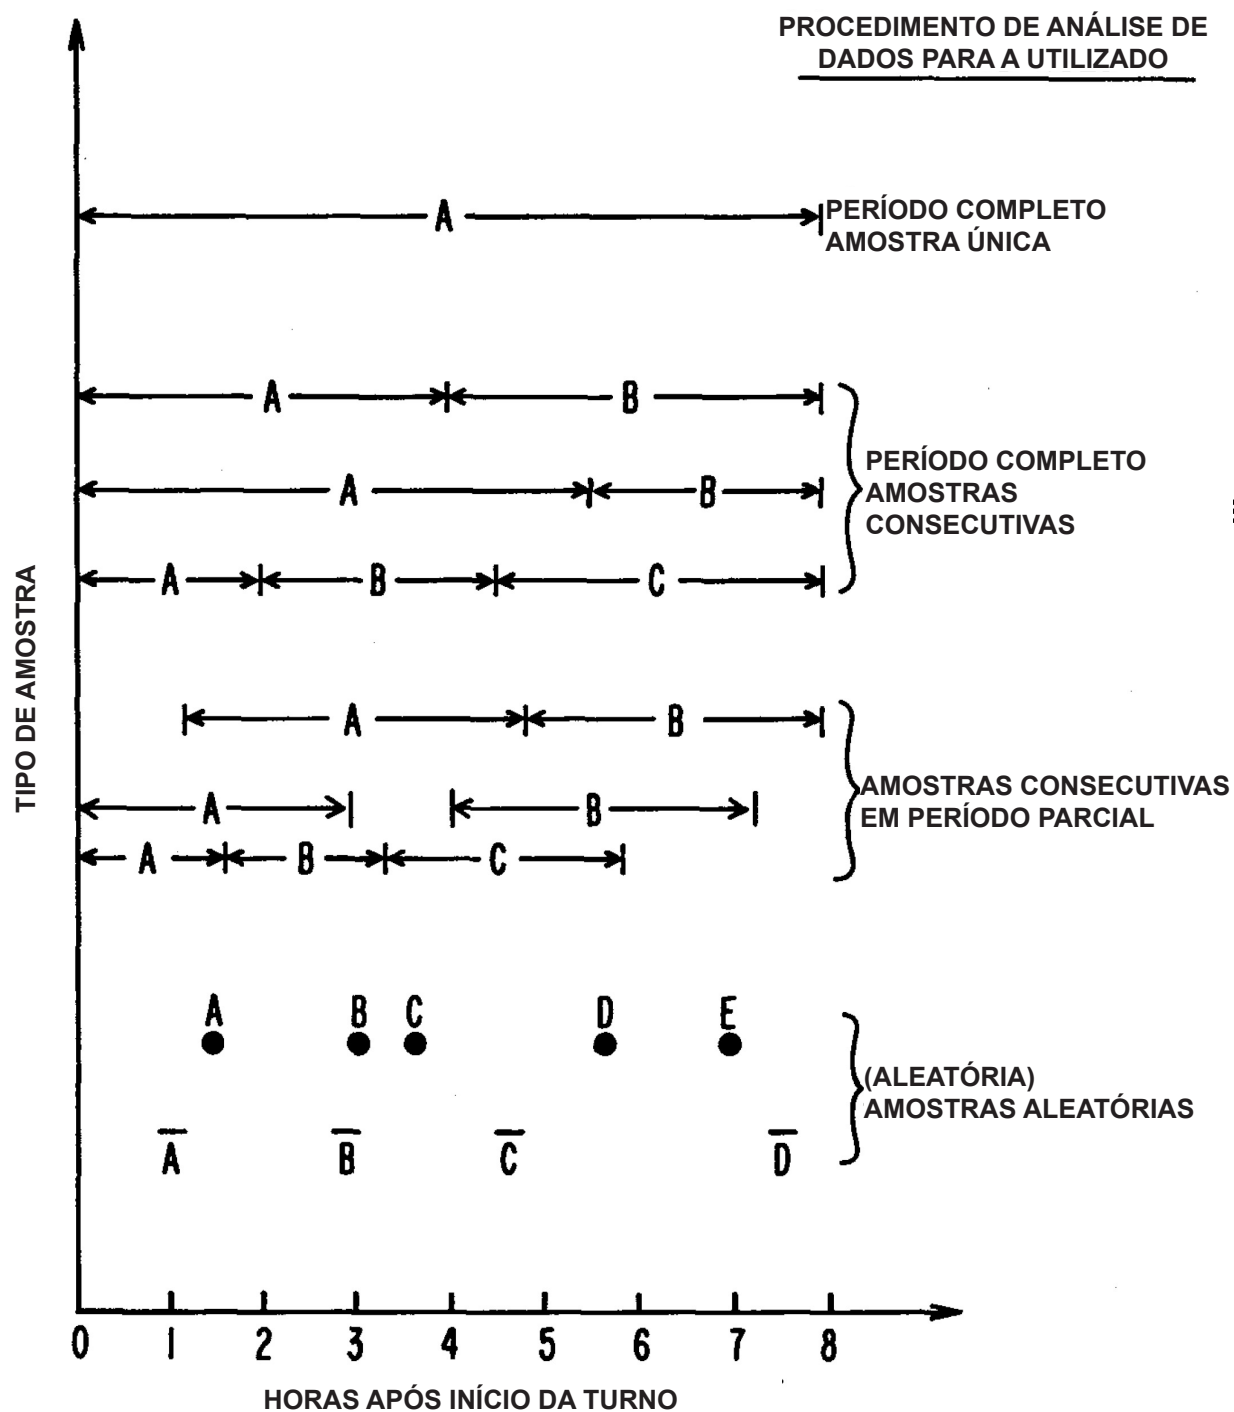 PROCEDIMENTO DE ANÁLISE DE
DADOS PARA A UTILIZADO
A
PERÍODO COMPLETO
AMOSTRA ÚNICA
A B
A B
A B C
PERÍODO COMPLETO
AMOSTRAS
CONSECUTIVAS
TIPO DE AMOSTRA
A B
A B
A B C
AMOSTRAS CONSECUTIVAS
EM PERÍODO PARCIAL
A B C D E
A B C D
(ALEATÓRIA)
AMOSTRAS ALEATÓRIAS
0 1 2 3 4 5 6 7 8
HORAS APÓS INÍCIO DA TURNO